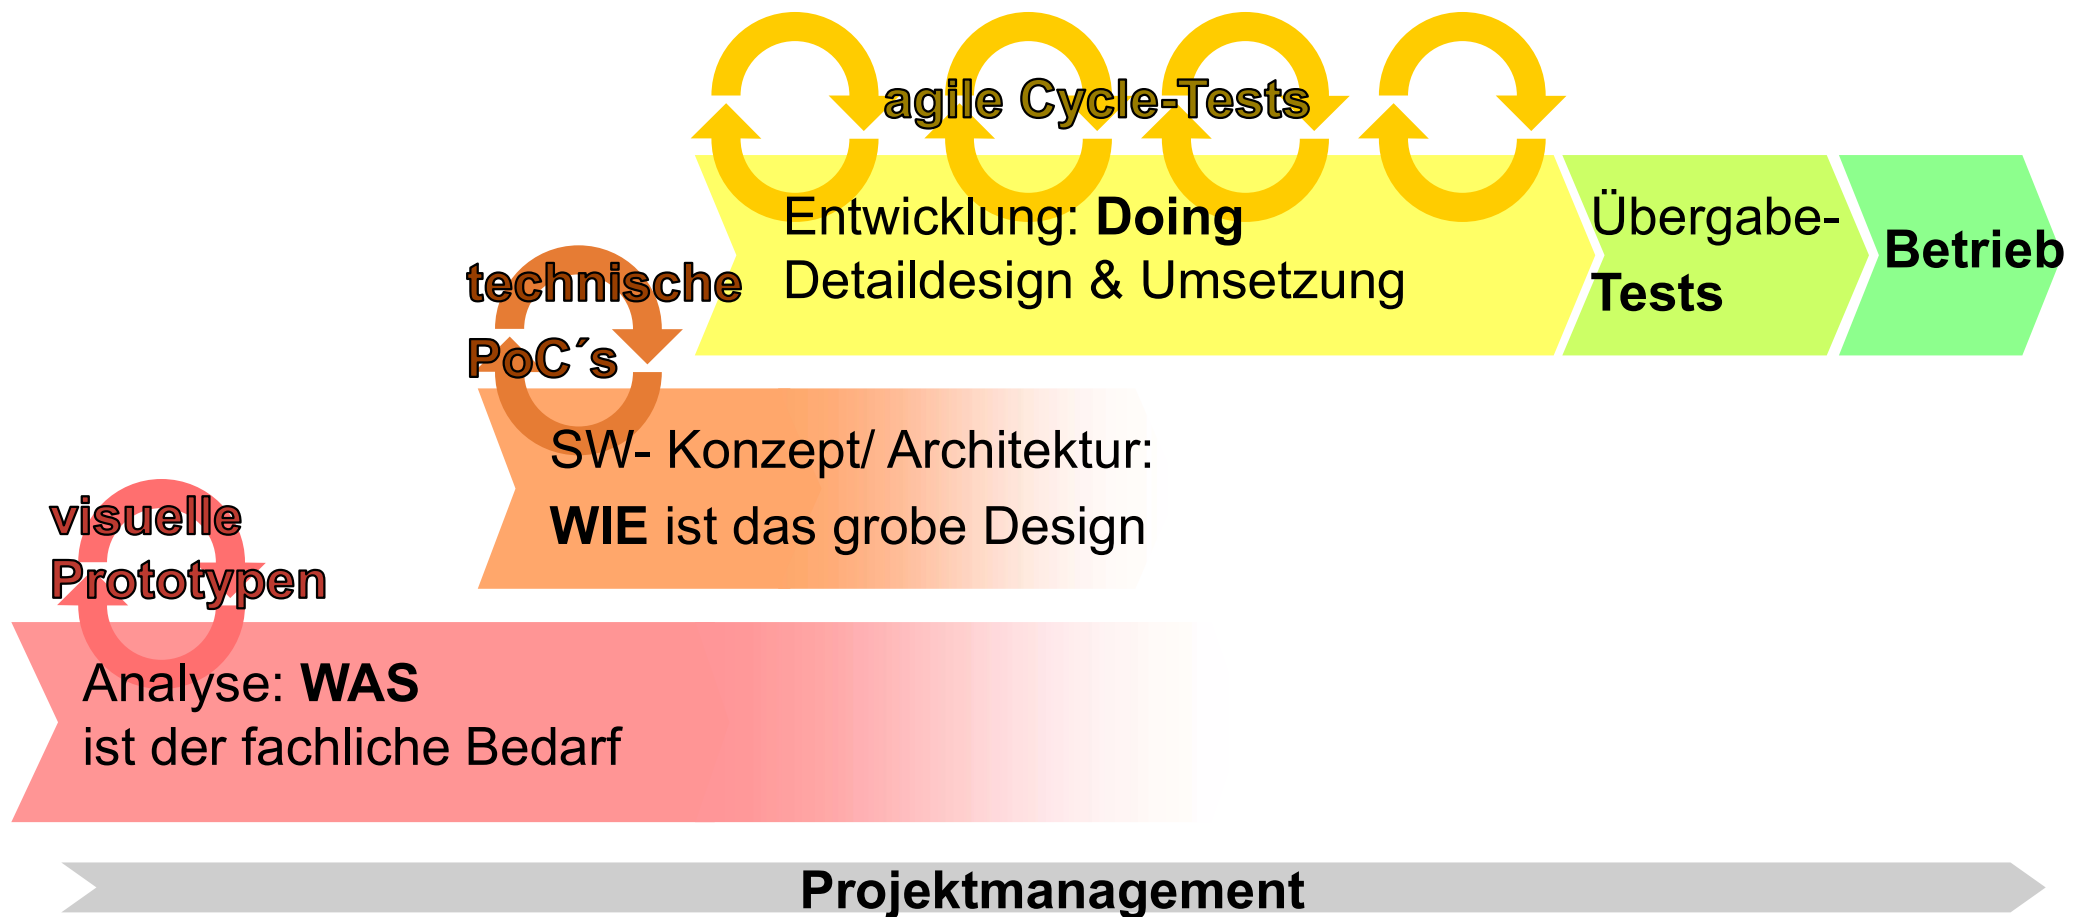 agile Cycle-Tests
Entwicklung: Doing
Detaildesign & Umsetzung
Übergabe-
Tests
Betrieb
technische
PoC´s
SW- Konzept/ Architektur:
WIE ist das grobe Design
visuelle
Prototypen
Analyse: WAS
ist der fachliche Bedarf
Projektmanagement